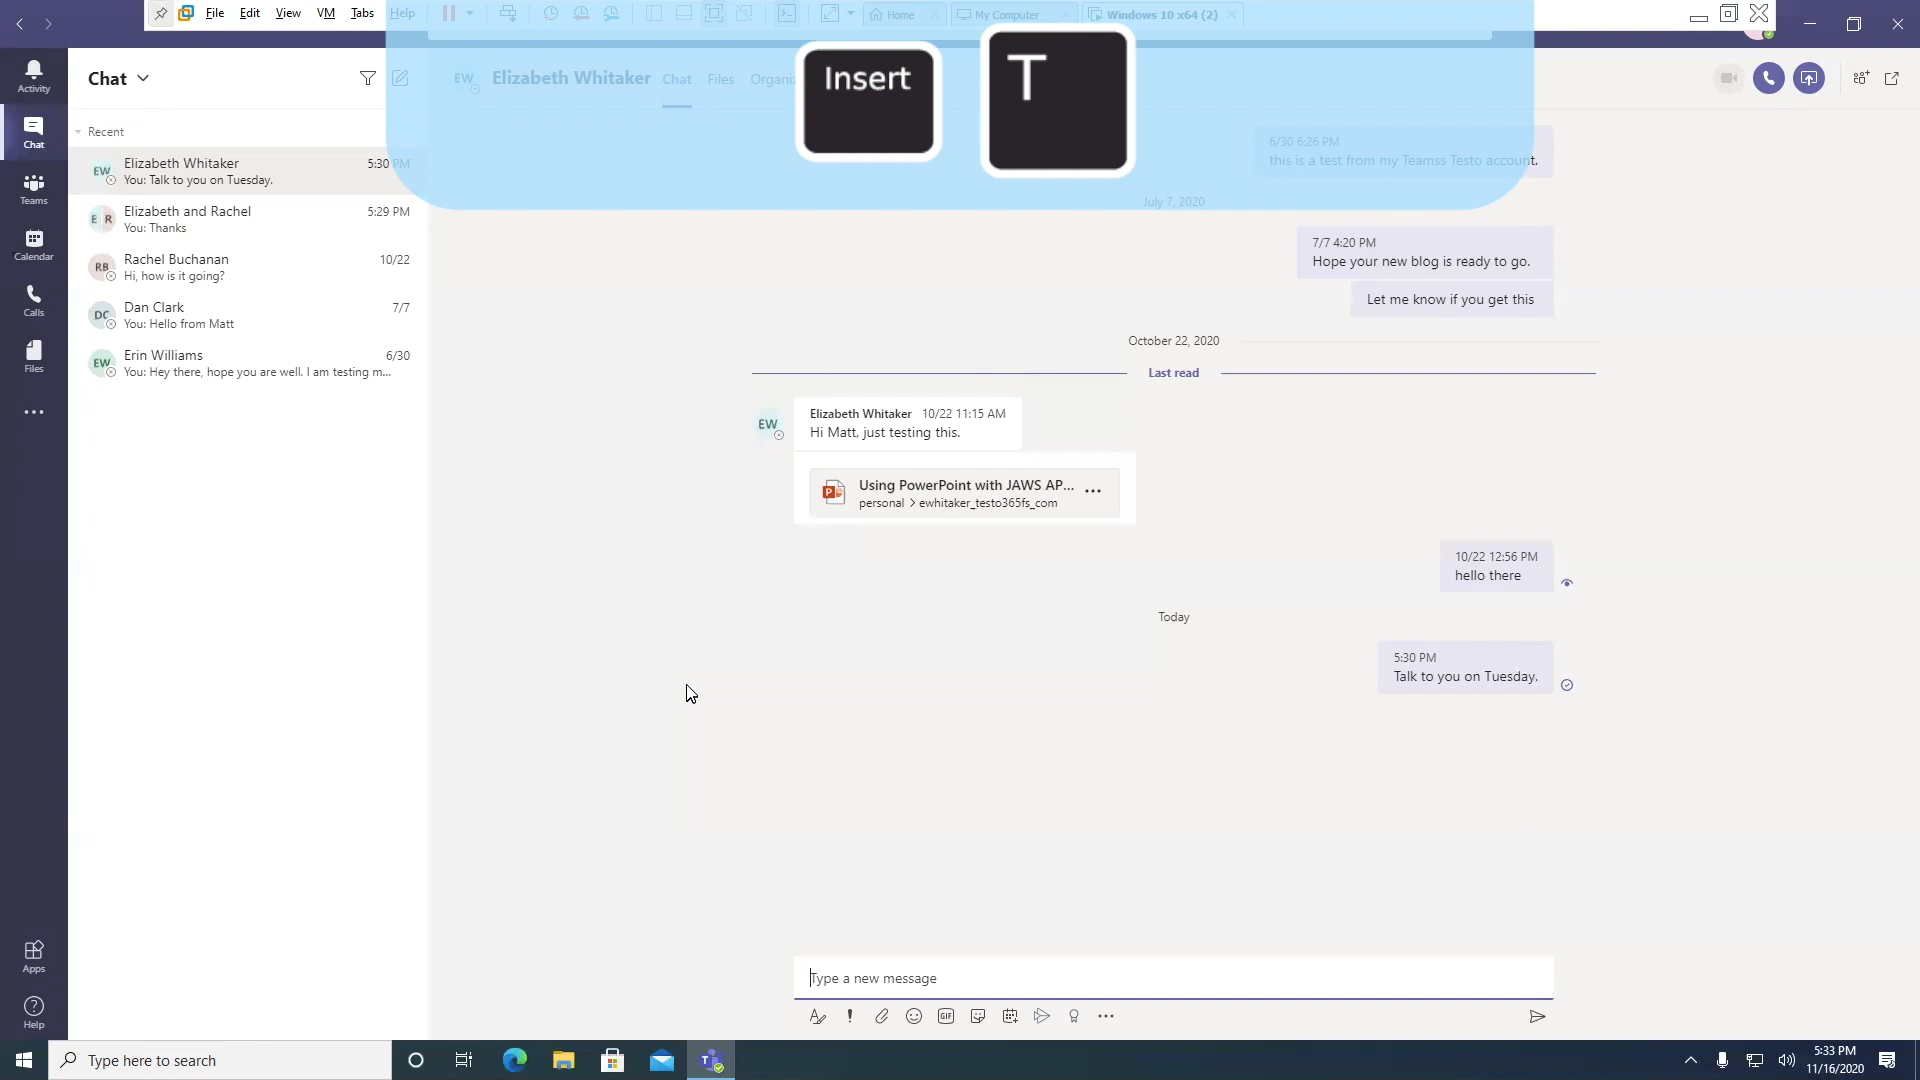 File Edit View VM Tabs Help
Home
My Computer
Windows 10 x64 (2)
Insert
T
Activity
Chat
Teams
Calendar
Calls
Files
Apps
Help
Chat
Recent
EW
Elizabeth Whitaker 5:30 PM
You: Talk to you on Tuesday.
E R
Elizabeth and Rachel 5:29 PM
You: Thanks
RB
Rachel Buchanan 10/22
Hi, how is it going?
DC
Dan Clark 7/7
You: Hello from Matt
EW
Erin Williams 6/30
You: Hey there, hope you are well. I am testing m...
EW Elizabeth Whitaker Chat Files
6/30 6:26 PM
this is a test from my Teamss Testo account.
July 7, 2020
7/7 4:20 PM
Hope your new blog is ready to go.
Let me know if you get this
October 22, 2020
Last read
EW
Elizabeth Whitaker 10/22 11:15 AM
Hi Matt, just testing this.
Using PowerPoint with JAWS AP...
personal > ewhitaker_testo365fs_com
10/22 12:56 PM
hello there
Today
5:30 PM
Talk to you on Tuesday.
Type a new message
GIF
Type here to search
5:33 PM
11/16/2020